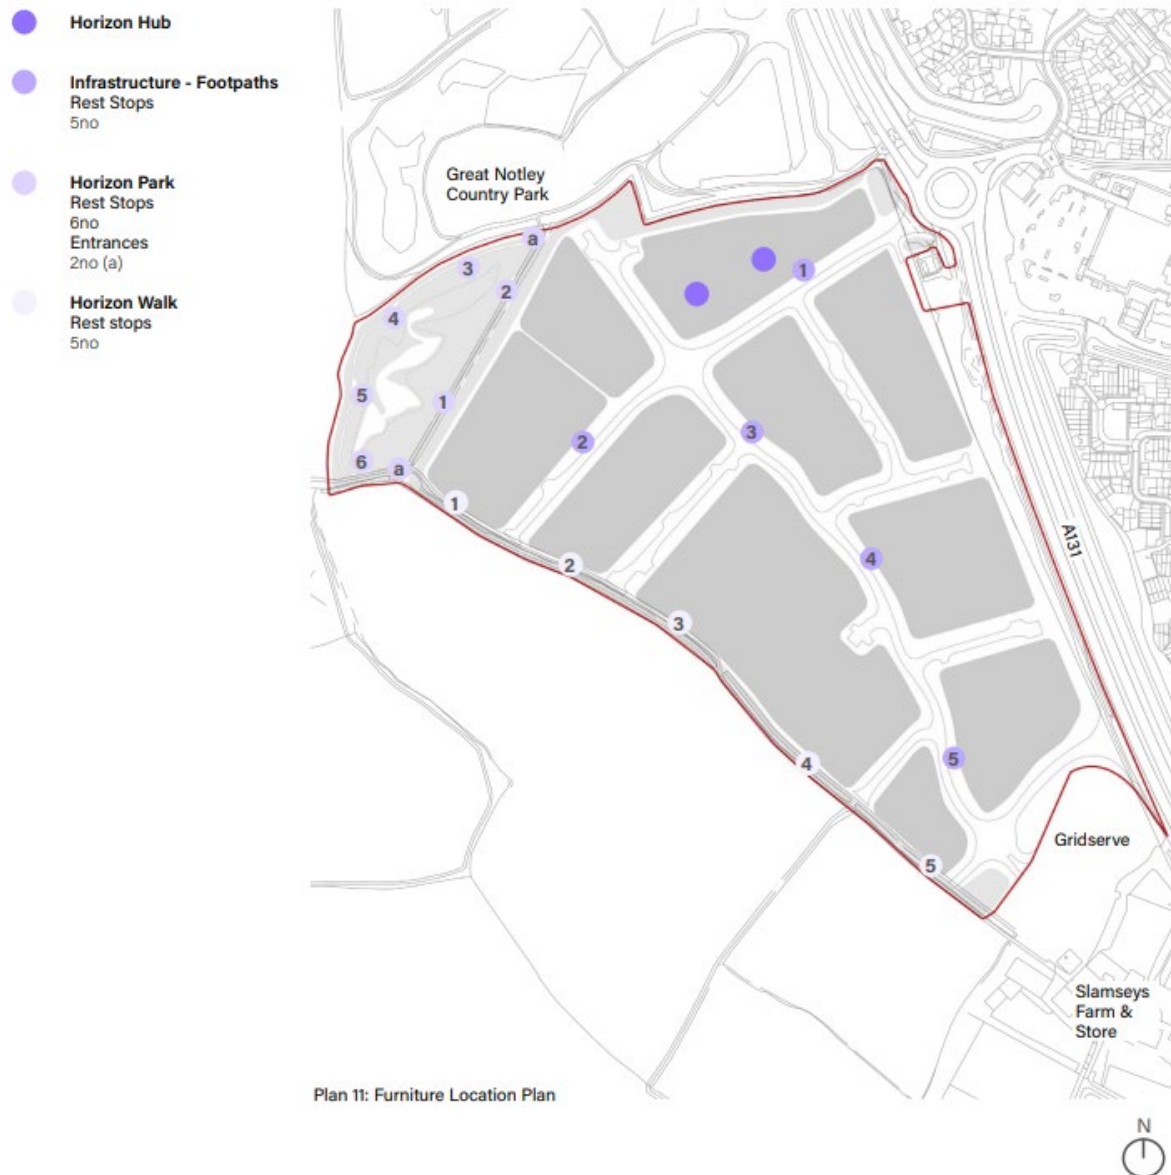 Horizon Hub
Infrastructure - Footpaths
Rest Stops
5no
Horizon Park
Rest Stops
6no
Entrances
2no (a)
Horizon Walk
Rest stops
5no
Great Notley
Country Park
a
3
2
4
5
1
6
a
1
2
3
4
5
1
2
3
4
5
A131
Gridserve
Slamseys
Farm &
Store
Plan 11: Furniture Location Plan
N